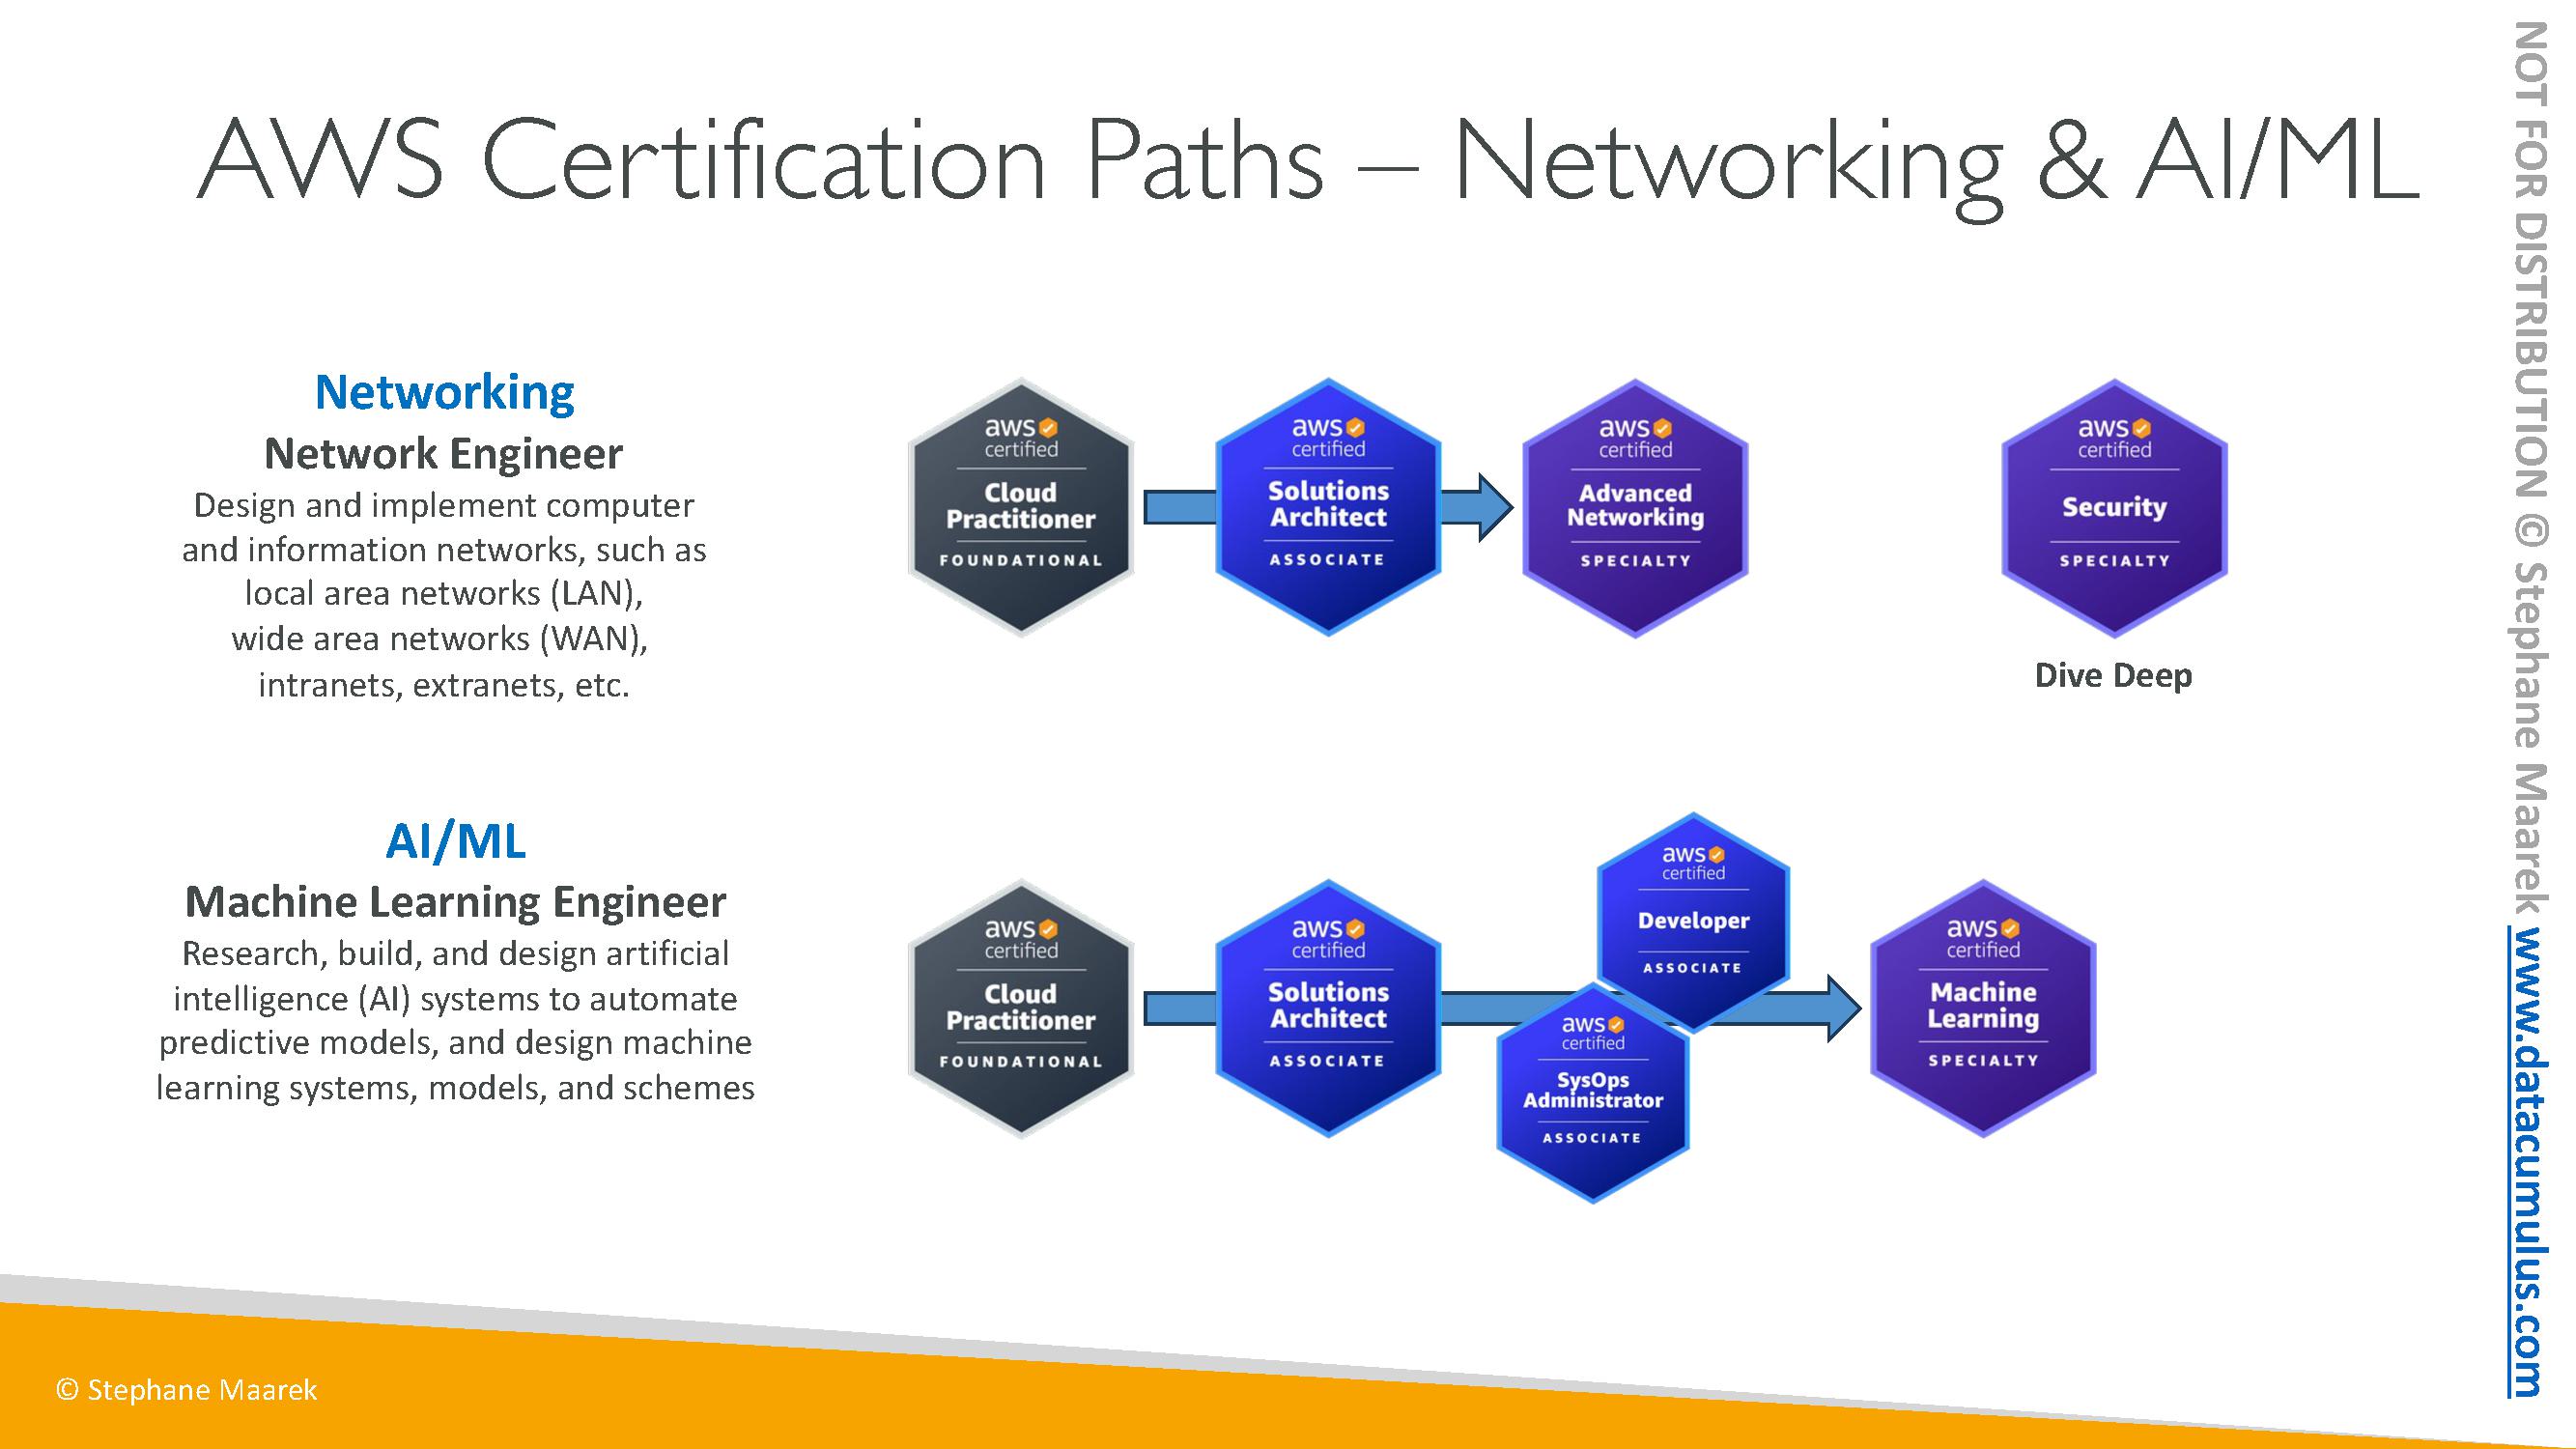 AWS Certification Paths – Networking & AI/ML
Networking
Network Engineer
Design and implement computer
and information networks, such as
local area networks (LAN),
wide area networks (WAN),
intranets, extranets, etc.
aws
certified
Cloud
Practitioner
FOUNDATIONAL
aws
certified
Solutions
Architect
ASSOCIATE
aws
certified
Advanced
Networking
SPECIALTY
aws
certified
Security
SPECIALTY
Dive Deep
AI/ML
Machine Learning Engineer
Research, build, and design artificial
intelligence (AI) systems to automate
predictive models, and design machine
learning systems, models, and schemes
aws
certified
Cloud
Practitioner
FOUNDATIONAL
aws
certified
Solutions
Architect
ASSOCIATE
aws
certified
Developer
ASSOCIATE
aws
certified
SysOps
Administrator
ASSOCIATE
aws
certified
Machine
Learning
SPECIALTY
© Stephane Maarek
NOT FOR DISTRIBUTION © Stephane Maarek www.datacumulus.com